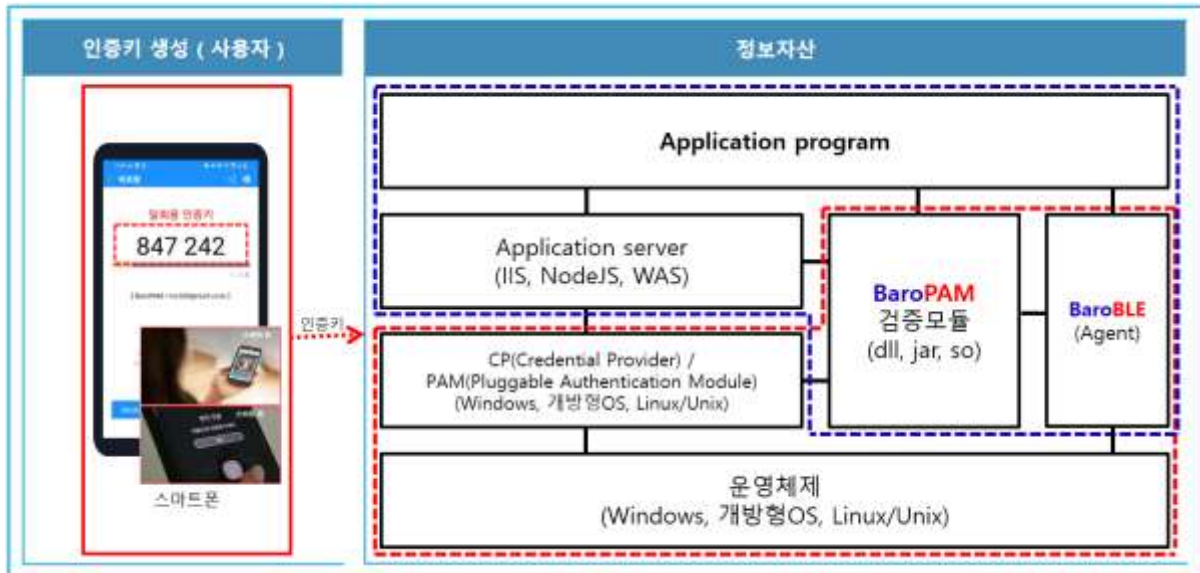 인증키 생성 ( 사용자 )
일회용 인증키
847 242
스마트폰
인증키
정보자산
Application program
Application server
(IIS, NodeJS, WAS)
BaroPAM
검증모듈
(dll, jar, so)
BaroBLE
(Agent)
CP(Credential Provider) /
PAM(Pluggable Authentication Module)
(Windows, 개방형OS, Linux/Unix)
운영체제
(Windows, 개방형OS, Linux/Unix)